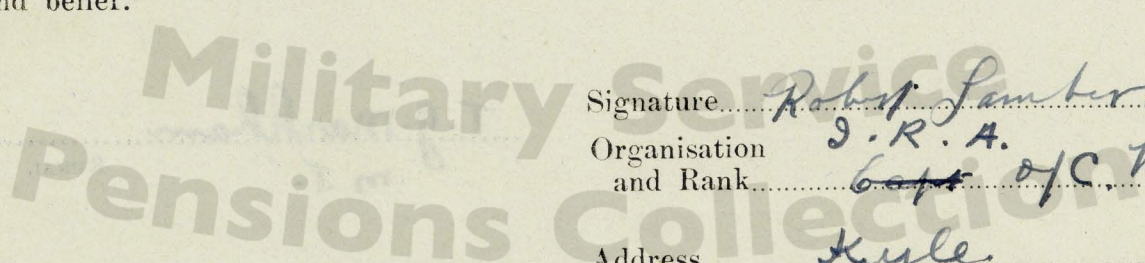 and belief.
Military Service
Pensions Collection
Signature Robert Lambert
I.R.A.
Organisation
and Rank Capt O/C.
Address Kyle